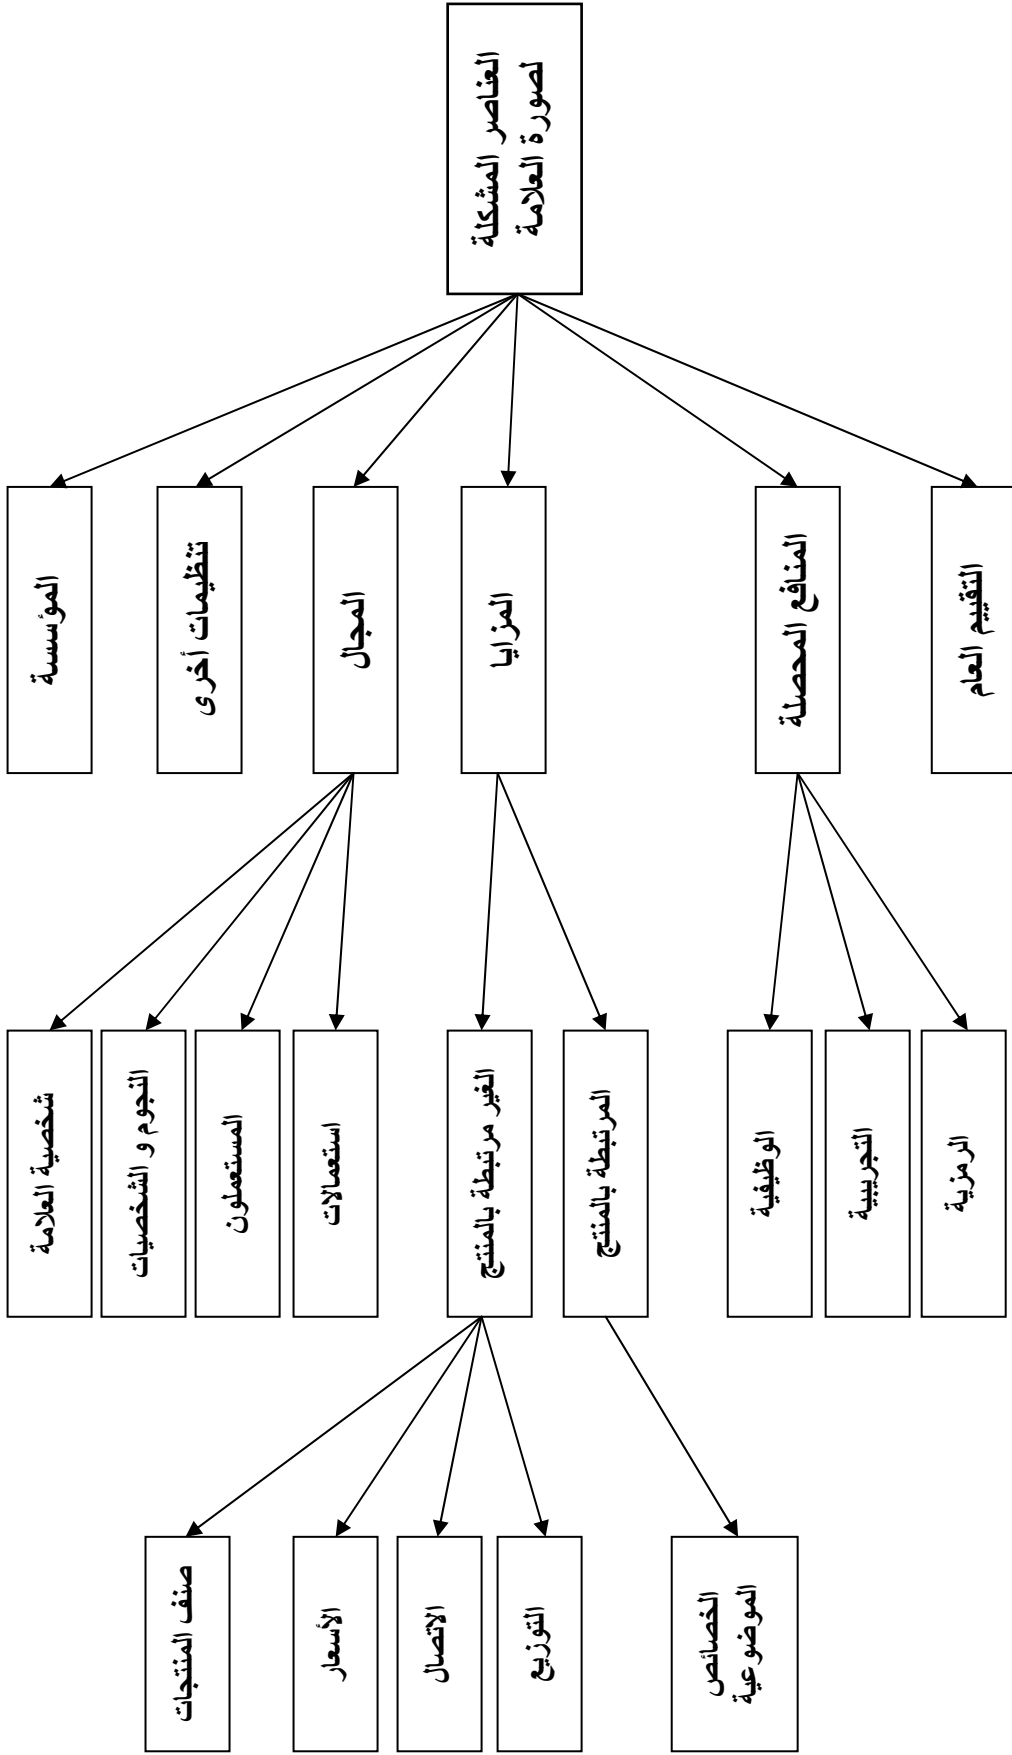 العناصر المشكلة
لصورة العلامة
المؤسسة
تنظيمات أخرى
المجال
المزايا
المنافع المحصلة
التقييم العام
شخصية العلامة
النجوم و الشخصيات
المستعملون
استعمالات
الغير مرتبطة بالمنتج
المرتبطة بالمنتج
الوظيفية
التجريبية
الرمزية
صنف المنتجات
الأسعار
الاتصال
التوزيع
الخصائص
الموضوعية